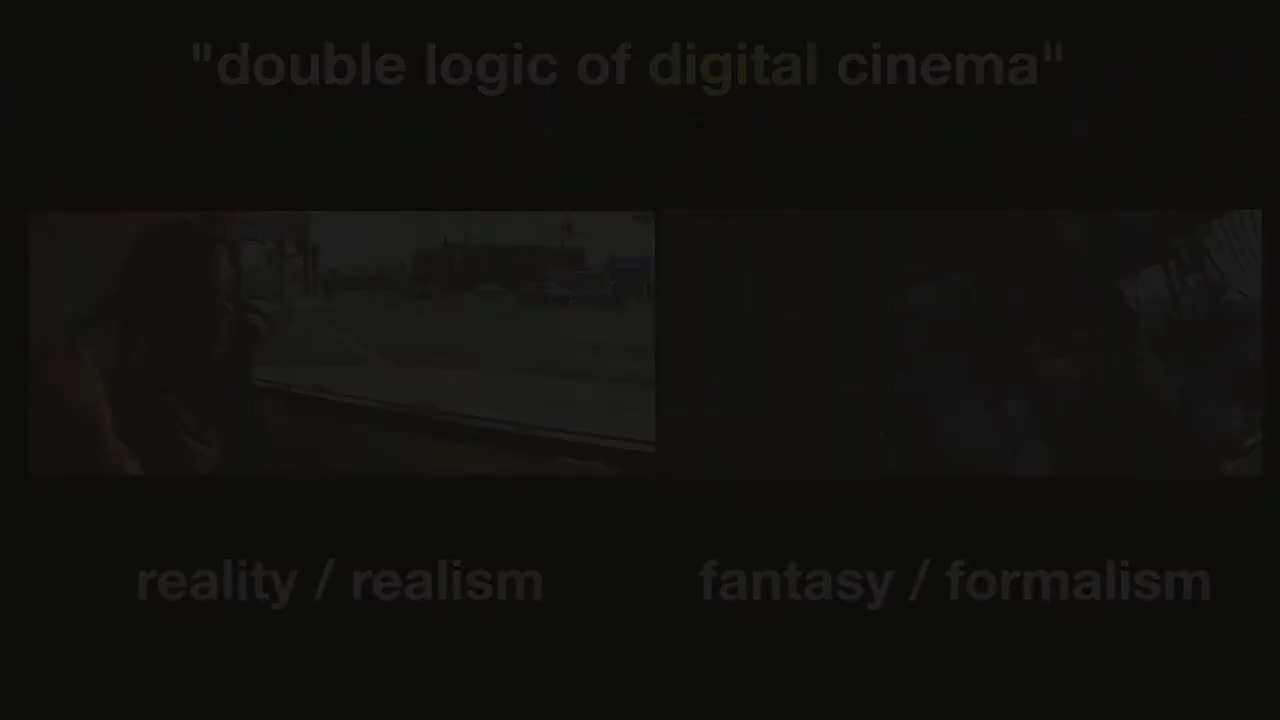 "double logic of digital cinema"
reality / realism
fantasy / formalism